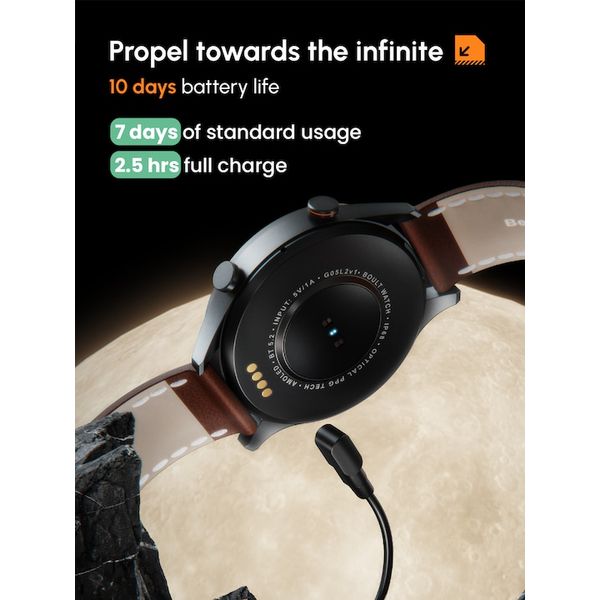 Propel towards the infinite
10 days battery life
7 days of standard usage
2.5 hrs full charge
Be
AMOLED • BT 5.2 • INPUT: 5V/1A • G05L2v1 • BOULT WATCH • IP68 • OPTICAL PPG TECH •